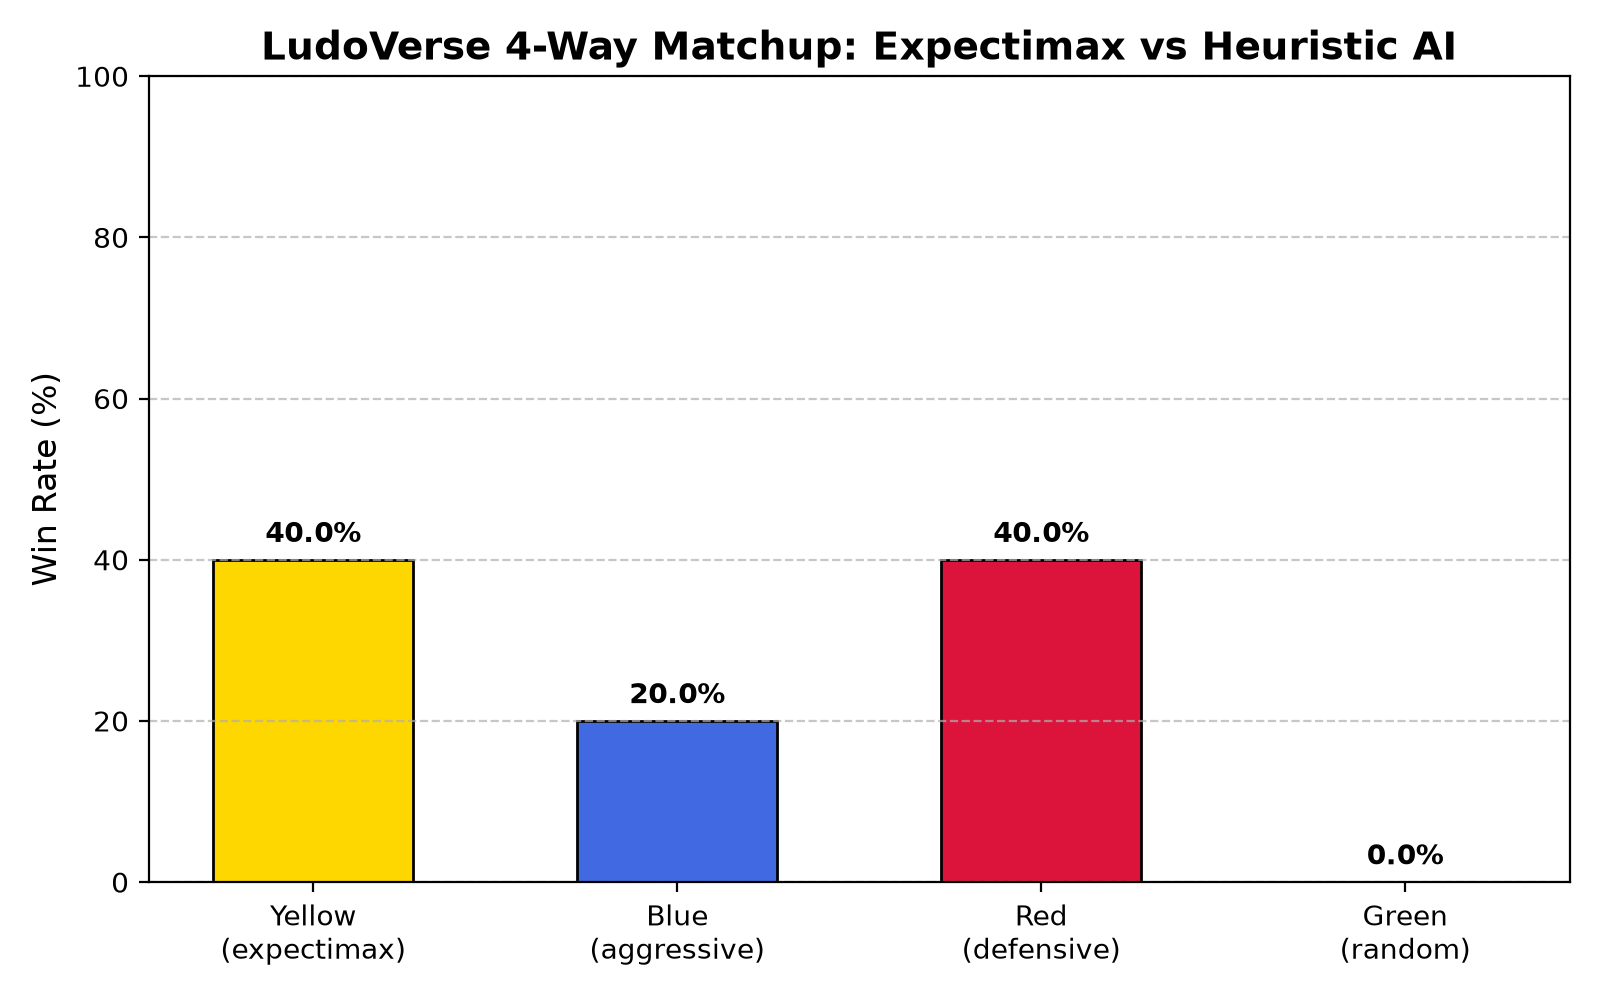 LudoVerse 4-Way Matchup: Expectimax vs Heuristic AI
Win Rate (%)
100
80
60
40
20
0
40.0%
20.0%
40.0%
0.0%
Yellow
(expectimax)
Blue
(aggressive)
Red
(defensive)
Green
(random)